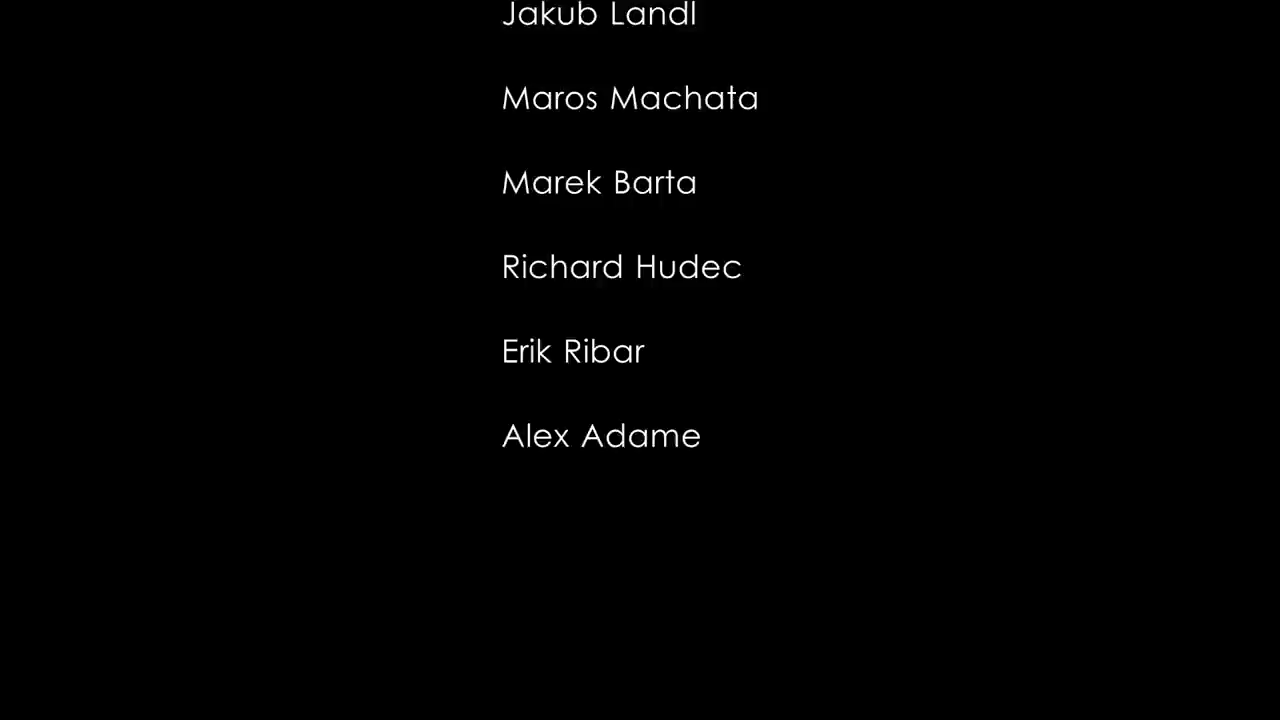 Jakub Landl
Maros Machata
Marek Barta
Richard Hudec
Erik Ribar
Alex Adame